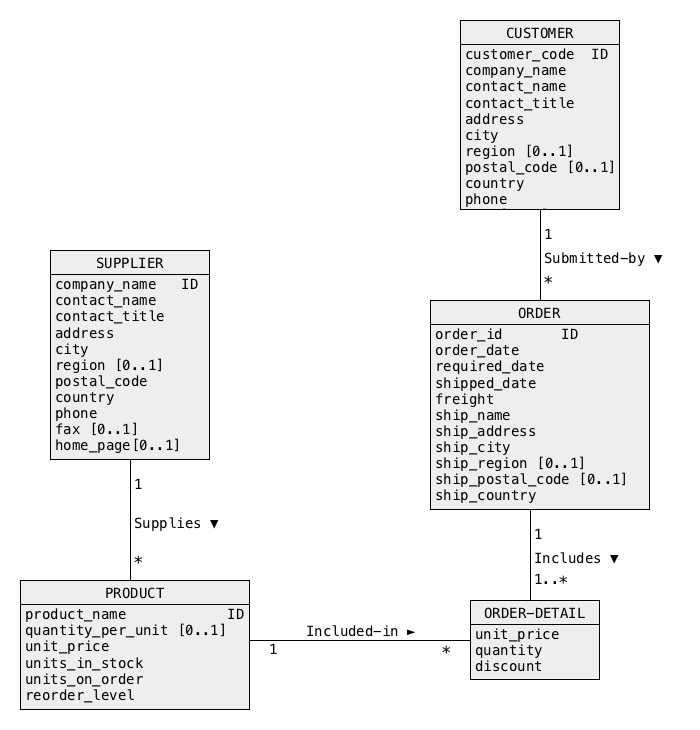 CUSTOMER
customer_code ID
company_name
contact_name
contact_title
address
city
region [0..1]
postal_code [0..1]
country
phone
1
Submitted-by ▼
*
SUPPLIER
company_name ID
contact_name
contact_title
address
city
region [0..1]
postal_code
country
phone
fax [0..1]
home_page[0..1]
1
Supplies ▼
*
ORDER
order_id ID
order_date
required_date
shipped_date
freight
ship_name
ship_address
ship_city
ship_region [0..1]
ship_postal_code [0..1]
ship_country
1
Includes ▼
1..*
PRODUCT
product_name ID
quantity_per_unit [0..1]
unit_price
units_in_stock
units_on_order
reorder_level
Included-in ►
1 *
ORDER-DETAIL
unit_price
quantity
discount